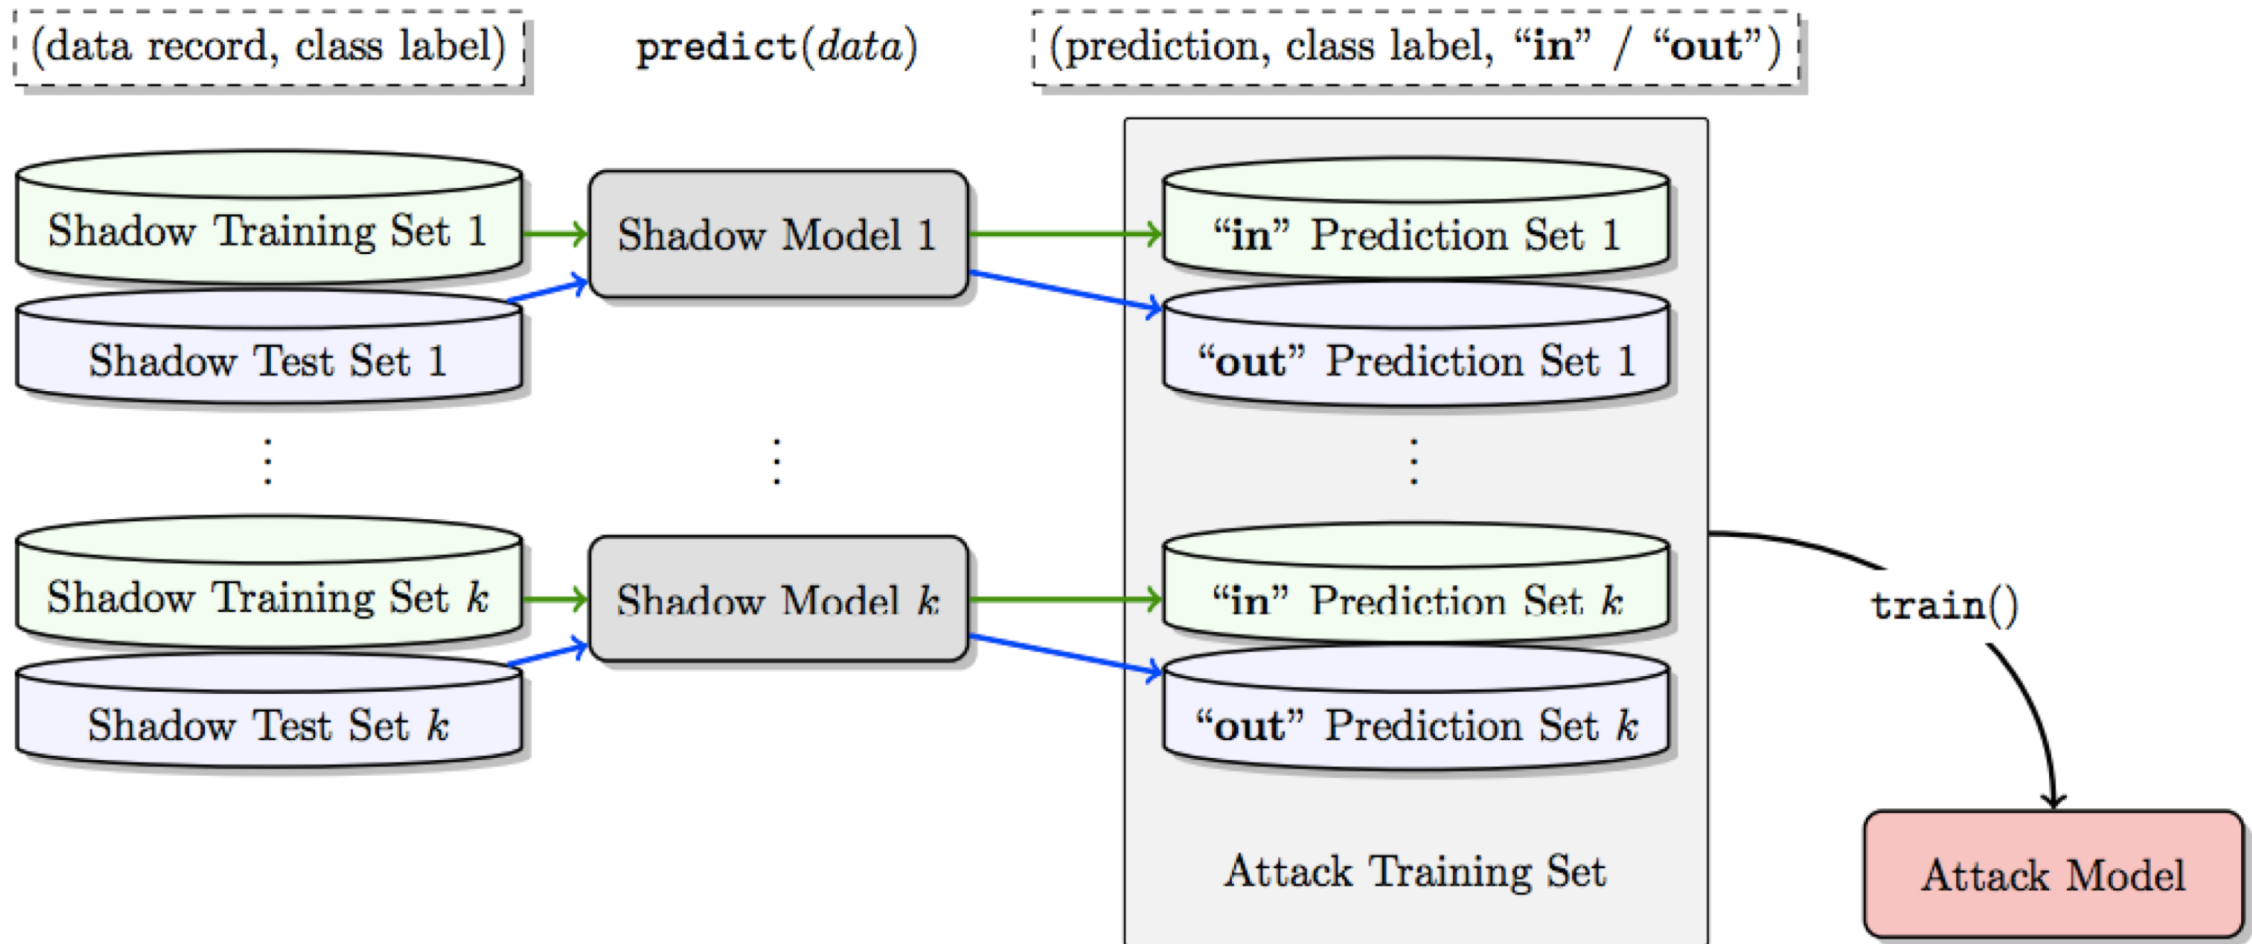 (data record, class label)
predict(data)
(prediction, class label, “in” / “out”)
Shadow Training Set 1
Shadow Model 1
“in” Prediction Set 1
Shadow Test Set 1
“out” Prediction Set 1
Shadow Training Set k
Shadow Model k
“in” Prediction Set k
train()
Shadow Test Set k
“out” Prediction Set k
Attack Training Set
Attack Model